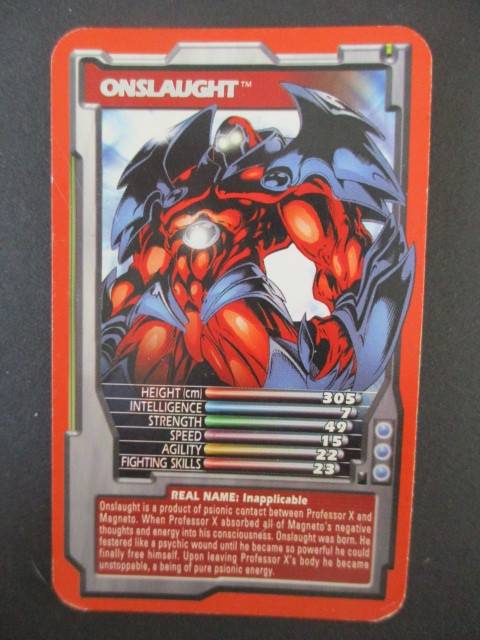 ONSLAUGHT™
HEIGHT (cm) 305
INTELLIGENCE 7
STRENGTH 49
SPEED 15
AGILITY 22
FIGHTING SKILLS 23
REAL NAME: Inapplicable
Onslaught is a product of psionic contact between Professor X and
Magneto. When Professor X absorbed all of Magneto's negative
thoughts and energy into his consciousness. Onslaught was born. He
festered like a psychic wound until he became so powerful he could
finally free himself. Upon leaving Professor X's body he became
unstoppable, a being of pure psionic energy.